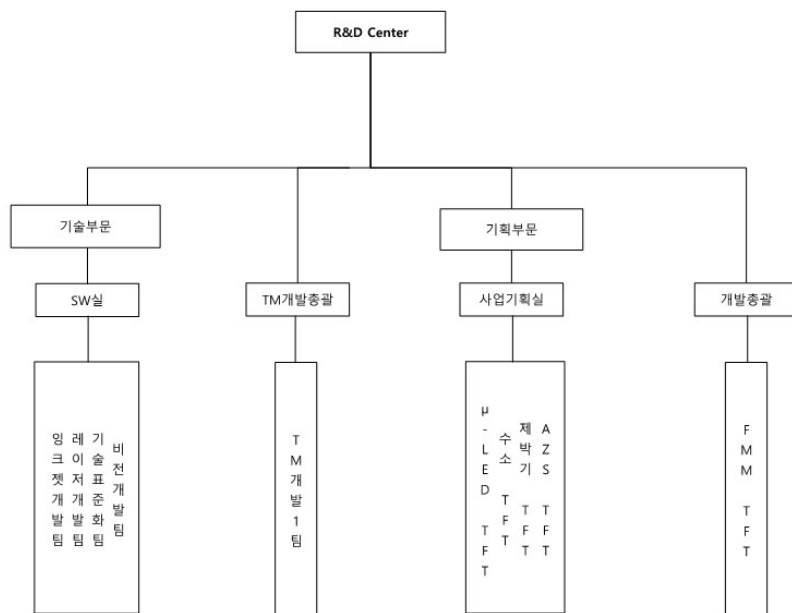 R&D Center
기술부문
기획부문
SW실
TM개발총괄
사업기획실
개발총괄
잉크젯개발팀
레이저개발팀
기술표준화팀
비전개발팀
TM개발1팀
μ-LED TFT
수소 TFT
제박기 TFT
AZS TFT
FMM TFT